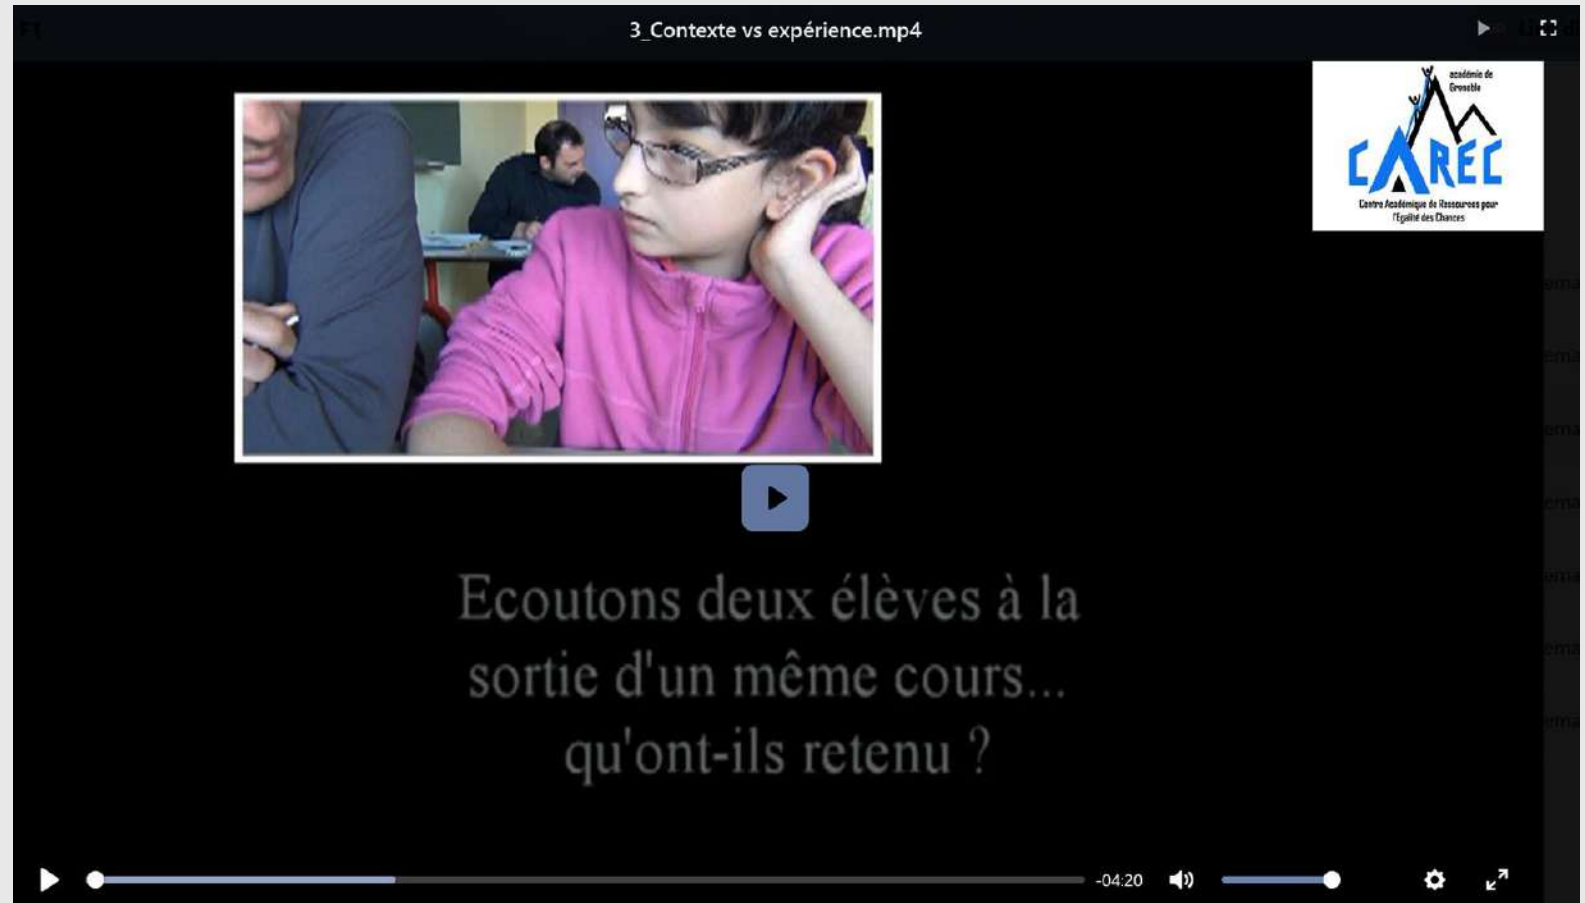 3_Contexte vs expérience.mp4
académie de
Grenoble
CAREC
Centre Académique de Ressources pour
l'Egalité des Chances
Ecoutons deux élèves à la
sortie d'un même cours...
qu'ont-ils retenu ?
-04:20